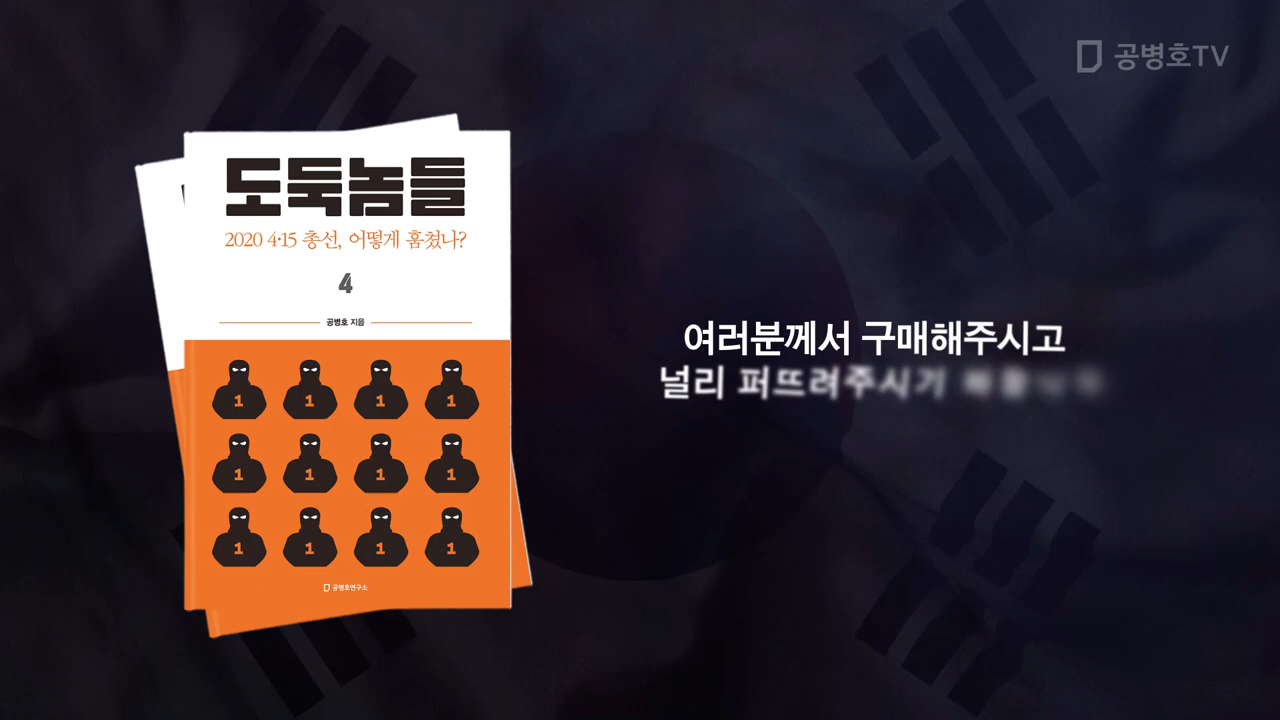 공병호TV
도둑놈들
2020 4·15 총선, 어떻게 훔쳤나?
4
공병호 지음
1 1 1 1
1 1 1 1
1 1 1 1
공병호연구소
여러분께서 구매해주시고
널리 퍼뜨려주시기